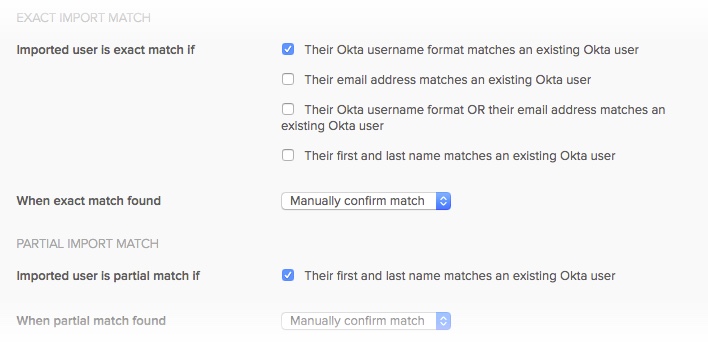 EXACT IMPORT MATCH
Imported user is exact match if
Their Okta username format matches an existing Okta user
Their email address matches an existing Okta user
Their Okta username format OR their email address matches an
existing Okta user
Their first and last name matches an existing Okta user
When exact match found
Manually confirm match
PARTIAL IMPORT MATCH
Imported user is partial match if
Their first and last name matches an existing Okta user
When partial match found
Manually confirm match